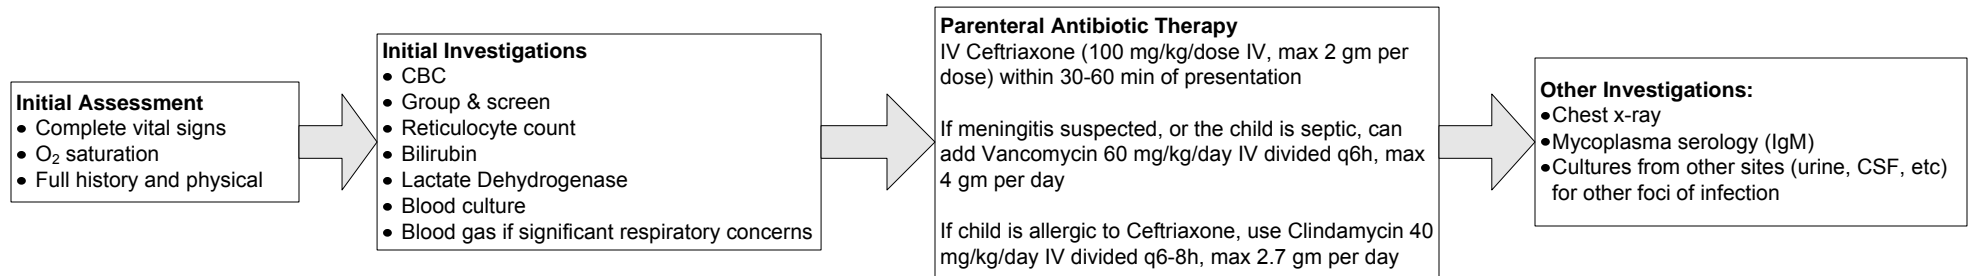 Initial Assessment
• Complete vital signs
• O₂ saturation
• Full history and physical
Initial Investigations
• CBC
• Group & screen
• Reticulocyte count
• Bilirubin
• Lactate Dehydrogenase
• Blood culture
• Blood gas if significant respiratory concerns
Parenteral Antibiotic Therapy
IV Ceftriaxone (100 mg/kg/dose IV, max 2 gm per
dose) within 30-60 min of presentation
If meningitis suspected, or the child is septic, can
add Vancomycin 60 mg/kg/day IV divided q6h, max
4 gm per day
If child is allergic to Ceftriaxone, use Clindamycin 40
mg/kg/day IV divided q6-8h, max 2.7 gm per day
Other Investigations:
•Chest x-ray
•Mycoplasma serology (IgM)
•Cultures from other sites (urine, CSF, etc)
for other foci of infection